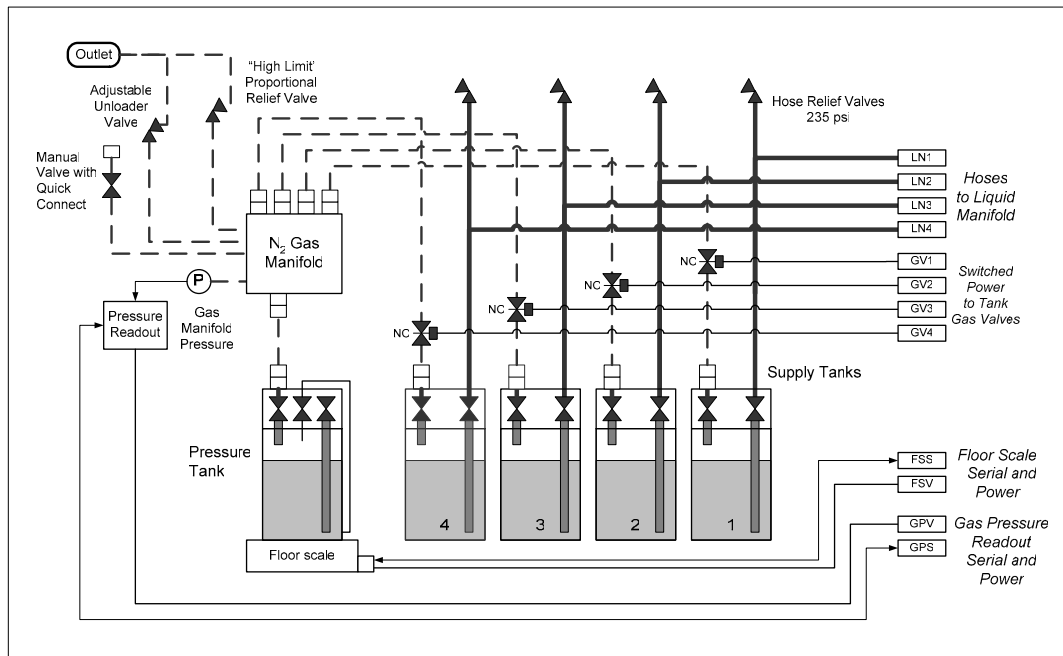 Outlet
Adjustable
Unloader
Valve
“High Limit’
Proportional
Relief Valve
Hose Relief Valves
235 psi
Manual
Valve with
Quick
Connect
N2 Gas
Manifold
LN1
LN2
LN3
LN4
Hoses
to Liquid
Manifold
NC
NC
NC
NC
GV1
GV2
GV3
GV4
Switched
Power
to Tank
Gas Valves
P
Gas
Manifold
Pressure
Pressure
Readout
Supply Tanks
Pressure
Tank
4
3
2
1
Floor scale
FSS
FSV
Floor Scale
Serial and
Power
GPV
GPS
Gas Pressure
Readout
Serial and
Power